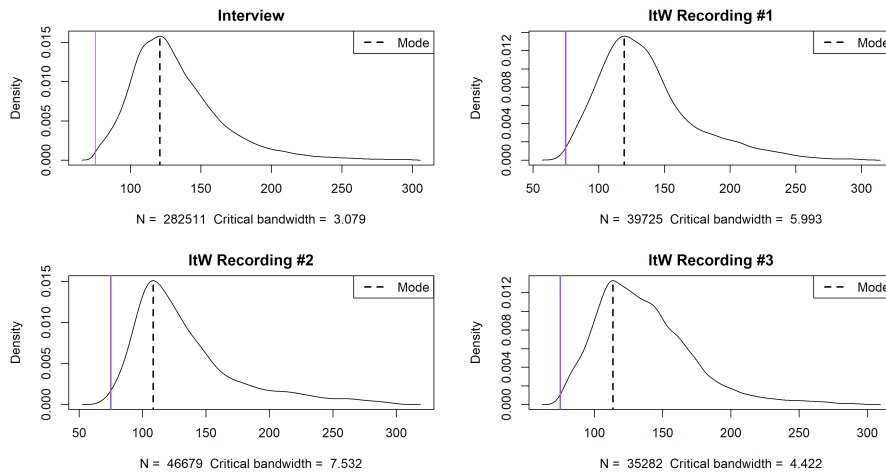 Interview
Density
0.000 0.005 0.010 0.015
Mode
100 150 200 250 300
N = 282511 Critical bandwidth = 3.079
ItW Recording #1
Density
0.000 0.004 0.008 0.012
Mode
50 100 150 200 250 300
N = 39725 Critical bandwidth = 5.993
ItW Recording #2
Density
0.000 0.005 0.010 0.015
Mode
50 100 150 200 250 300
N = 46679 Critical bandwidth = 7.532
ItW Recording #3
Density
0.000 0.004 0.008 0.012
Mode
100 150 200 250 300
N = 35282 Critical bandwidth = 4.422